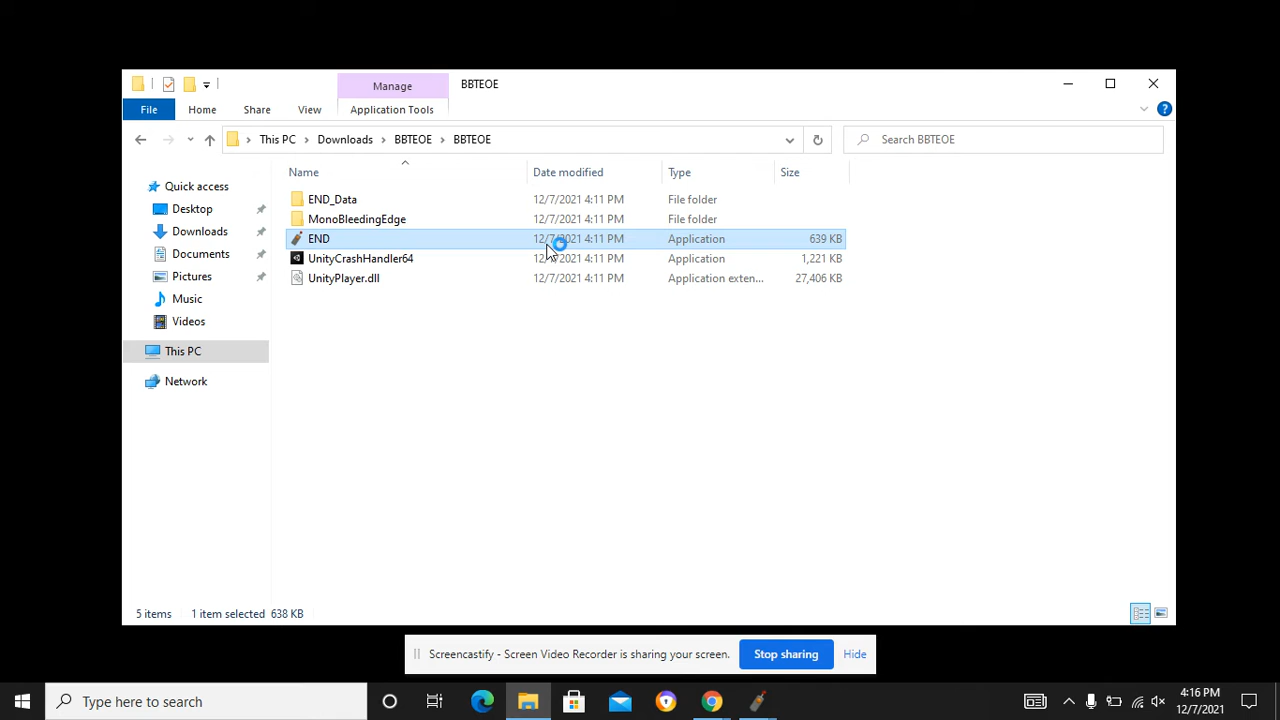 Manage
BBTEOE
File
Home
Share
View
Application Tools
This PC
Downloads
BBTEOE
BBTEOE
Search BBTEOE
Name
Date modified
Type
Size
Quick access
Desktop
Downloads
Documents
Pictures
Music
Videos
This PC
Network
END_Data 12/7/2021 4:11 PM File folder
MonoBleedingEdge 12/7/2021 4:11 PM File folder
END 12/7/2021 4:11 PM Application 639 KB
UnityCrashHandler64 12/7/2021 4:11 PM Application 1,221 KB
UnityPlayer.dll 12/7/2021 4:11 PM Application exten... 27,406 KB
5 items 1 item selected 638 KB
Screencastify - Screen Video Recorder is sharing your screen.
Stop sharing
Hide
Type here to search
4:16 PM
12/7/2021